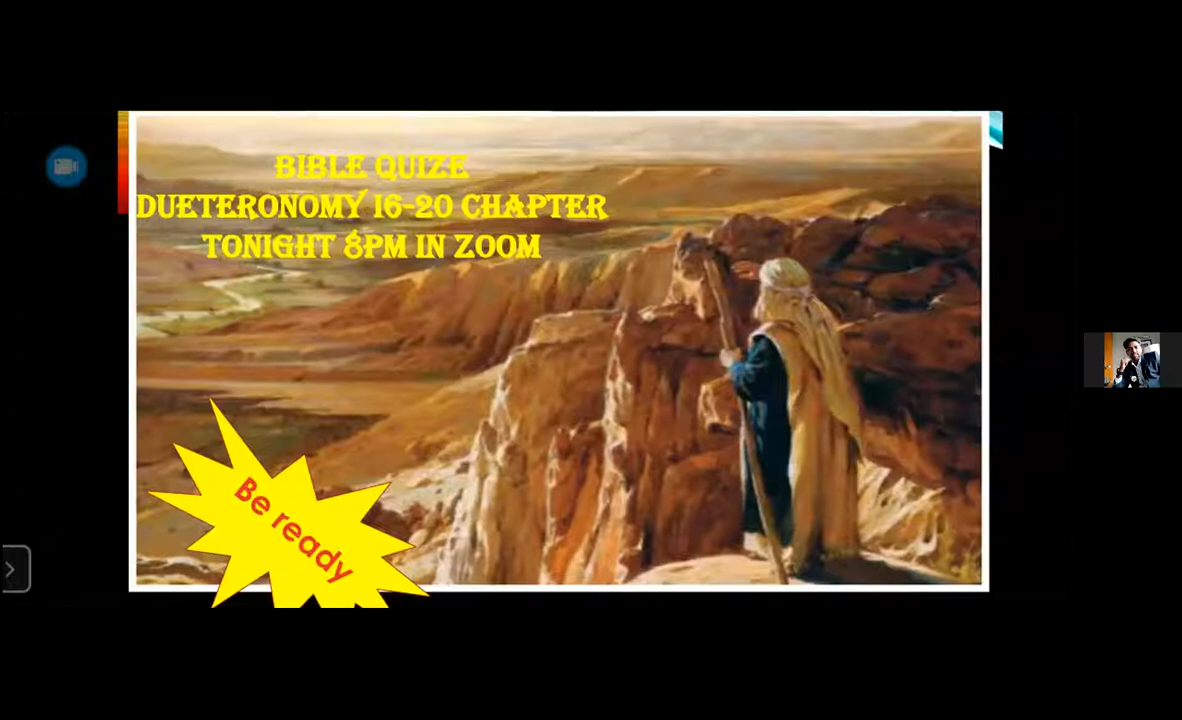 BIBLE QUIZE
DUETERONOMY 16-20 CHAPTER
TONIGHT 8PM IN ZOOM
Be ready